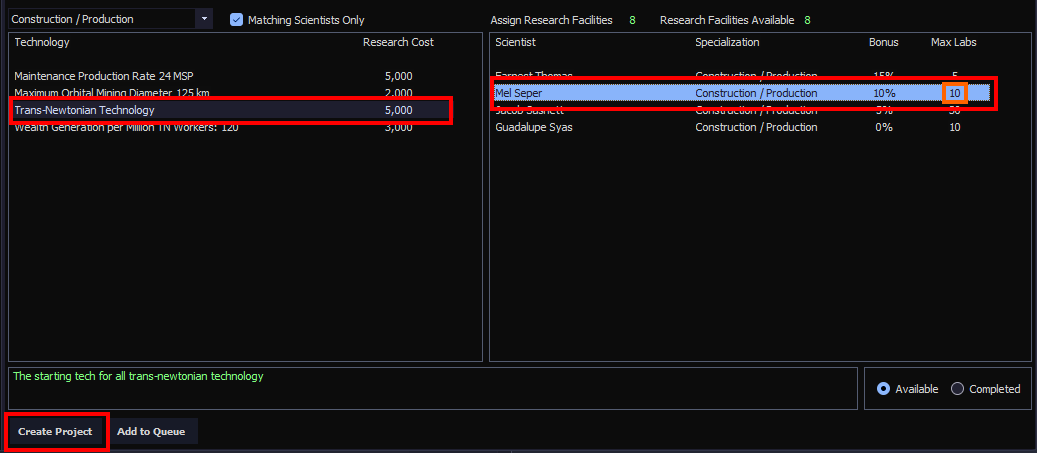 Construction / Production
Matching Scientists Only
Assign Research Facilities 8 Research Facilities Available 8
Technology Research Cost
Maintenance Production Rate 24 MSP 5,000
Maximum Orbital Mining Diameter 125 km 2,000
Trans-Newtonian Technology 5,000
Wealth Generation per Million TN Workers: 120 3,000
Scientist Specialization Bonus Max Labs
Earnest Thomas Construction / Production 15% 5
Mel Seper Construction / Production 10% 10
Jacob Construction / Production 5%
Guadalupe Syas Construction / Production 0% 10
The starting tech for all trans-newtonian technology
Available Completed
Create Project Add to Queue